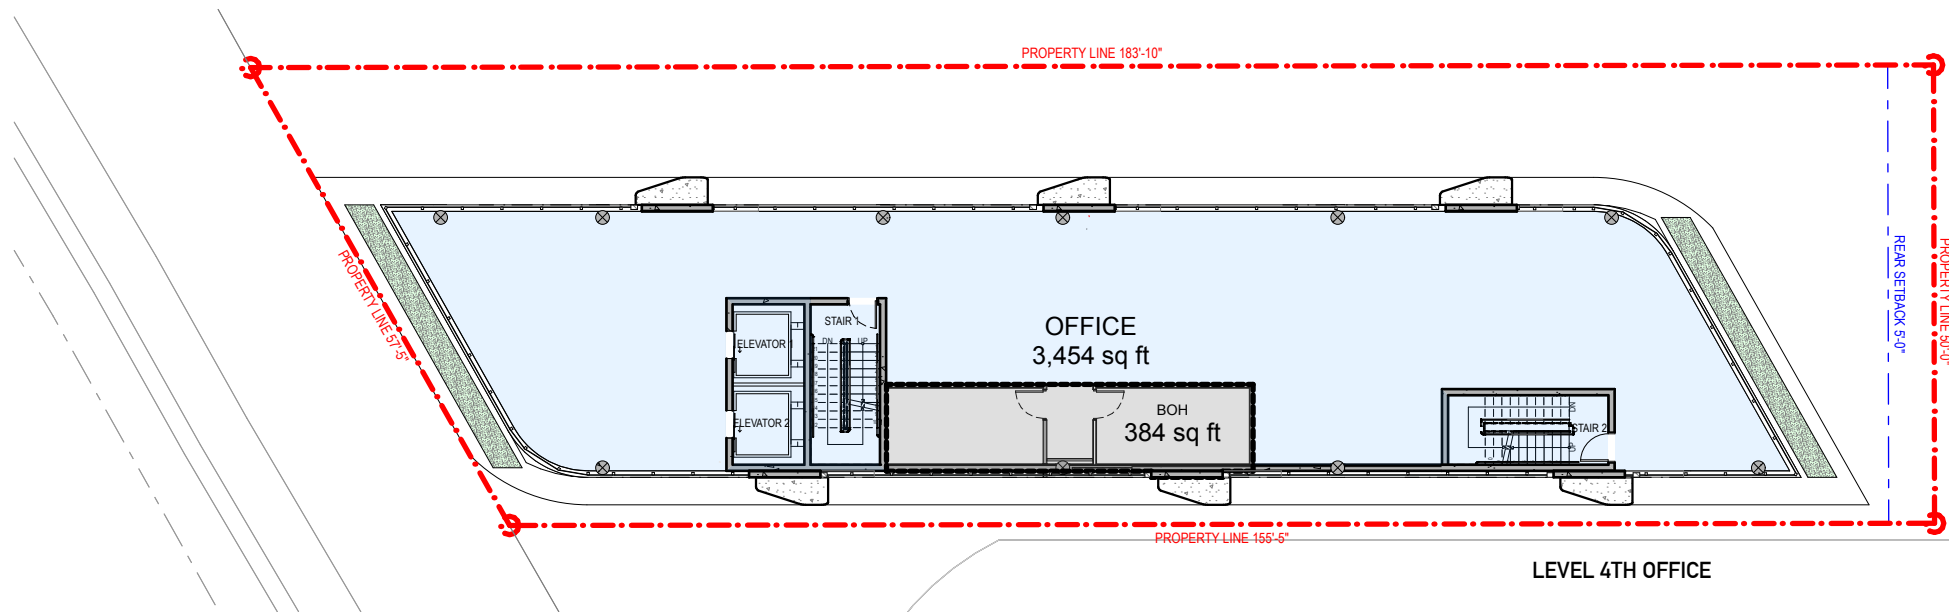 PROPERTY LINE 183'-10"
PROPERTY LINE 57'-5"
REAR SETBACK 5'-0"
PROPERTY LINE 50'-0"
STAIR 1
DN
UP
ELEVATOR 1
ELEVATOR 2
OFFICE
3,454 sq ft
BOH
384 sq ft
DN
STAIR 2
UP
PROPERTY LINE 155'-5"
LEVEL 4TH OFFICE